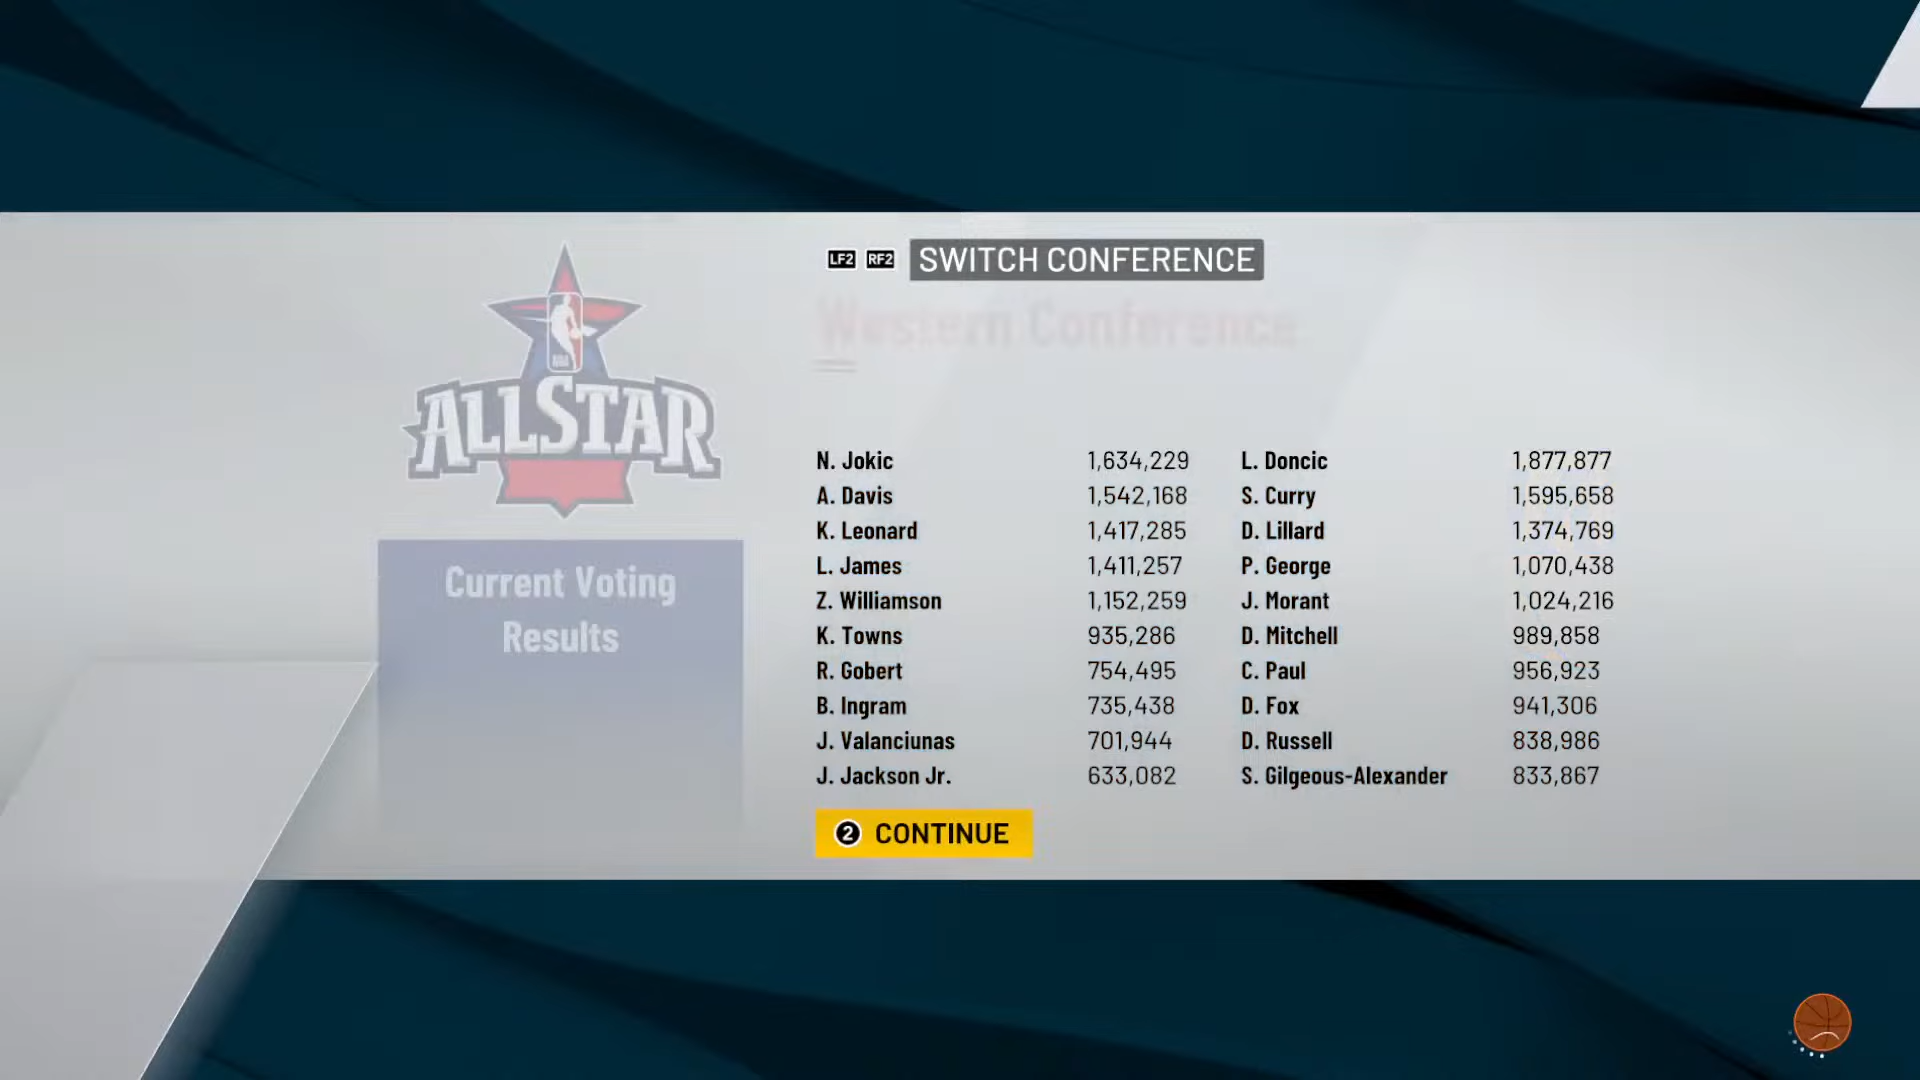 LF2 RF2 SWITCH CONFERENCE
Western Conference
NBA
ALLSTAR
Current Voting
Results
N. Jokic 1,634,229 L. Doncic 1,877,877
A. Davis 1,542,168 S. Curry 1,595,658
K. Leonard 1,417,285 D. Lillard 1,374,769
L. James 1,411,257 P. George 1,070,438
Z. Williamson 1,152,259 J. Morant 1,024,216
K. Towns 935,286 D. Mitchell 989,858
R. Gobert 754,495 C. Paul 956,923
B. Ingram 735,438 D. Fox 941,306
J. Valanciunas 701,944 D. Russell 838,986
J. Jackson Jr. 633,082 S. Gilgeous-Alexander 833,867
2 CONTINUE